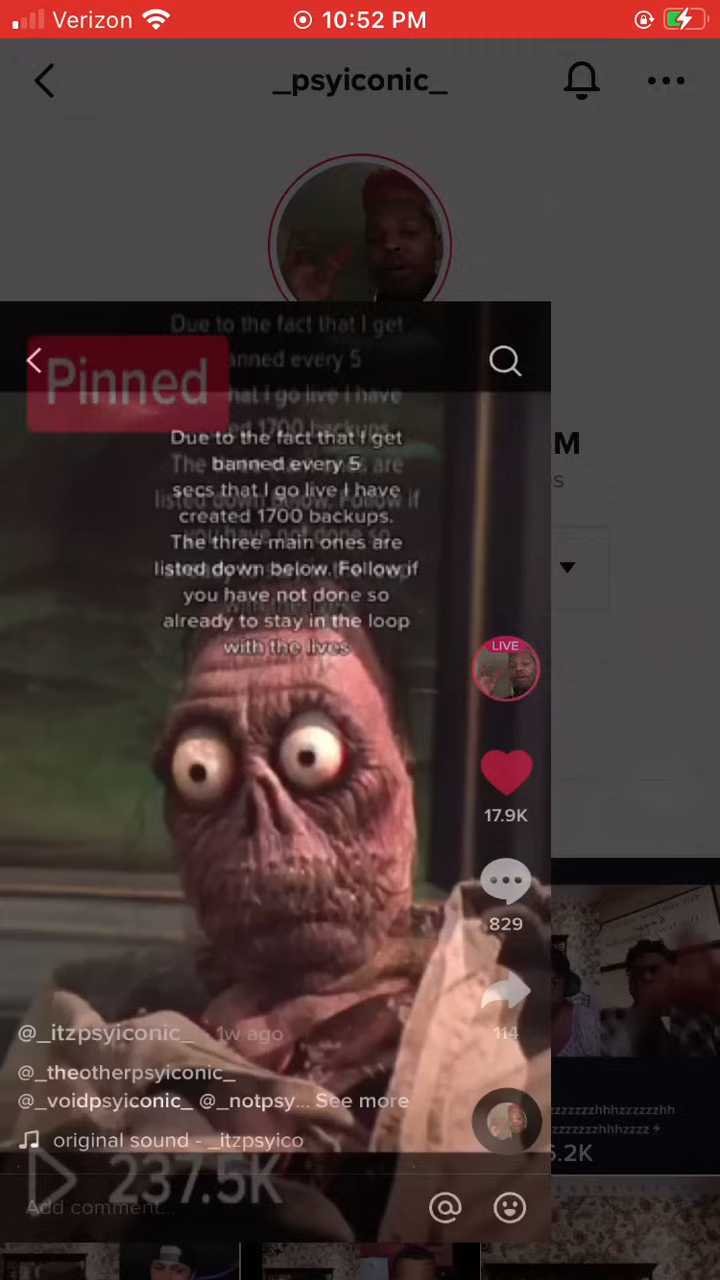 Verizon 10:52 PM
_psyiconic_
M
s
Pinned
Due to the fact that I get
banned every 5
secs that I go live I have
created 1700 backups.
The three main ones are
listed down below. Follow if
you have not done so
already to stay in the loop
with the lives
LIVE
17.9K
829
114
@_itzpsyiconic_ · 1w ago
@_theotherpsyiconic_
@_voidpsyiconic_ @_notpsy... See more
original sound - _itzpsyico
237.5K
Add comment...